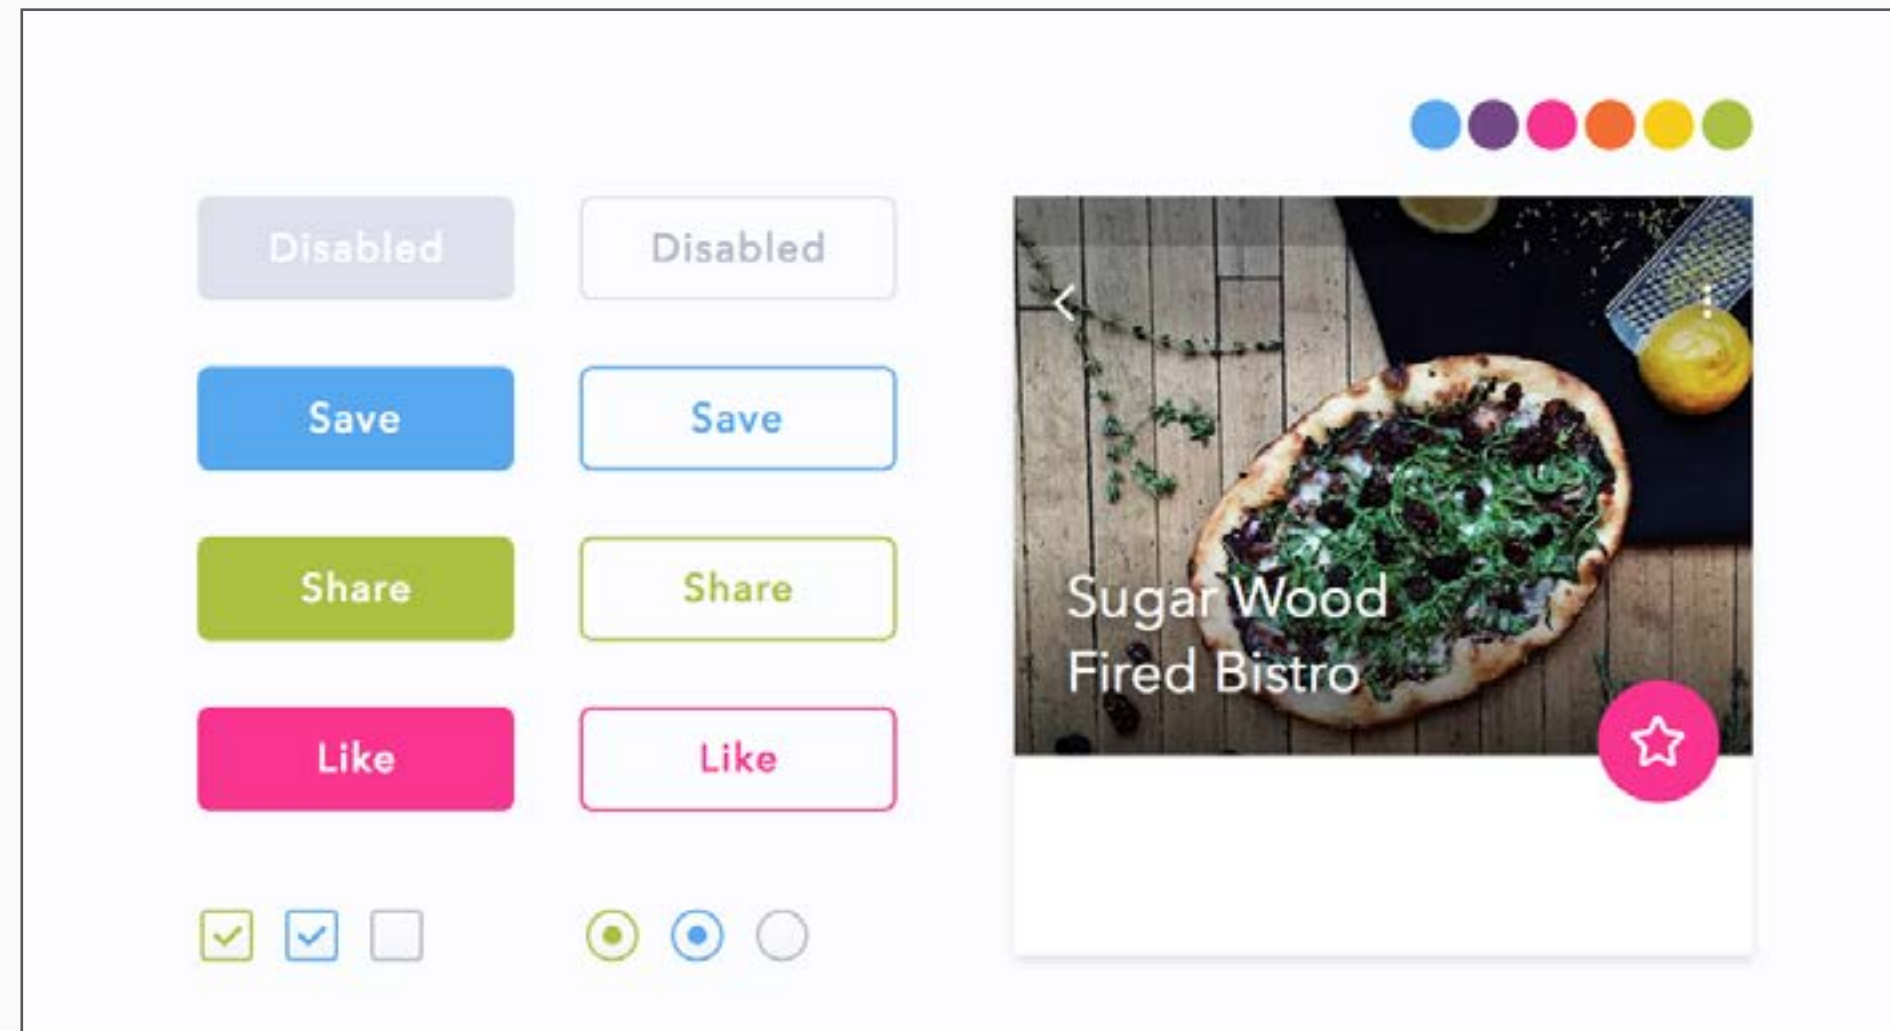 Disabled
Disabled
Save
Save
Share
Share
Like
Like
Sugar Wood
Fired Bistro